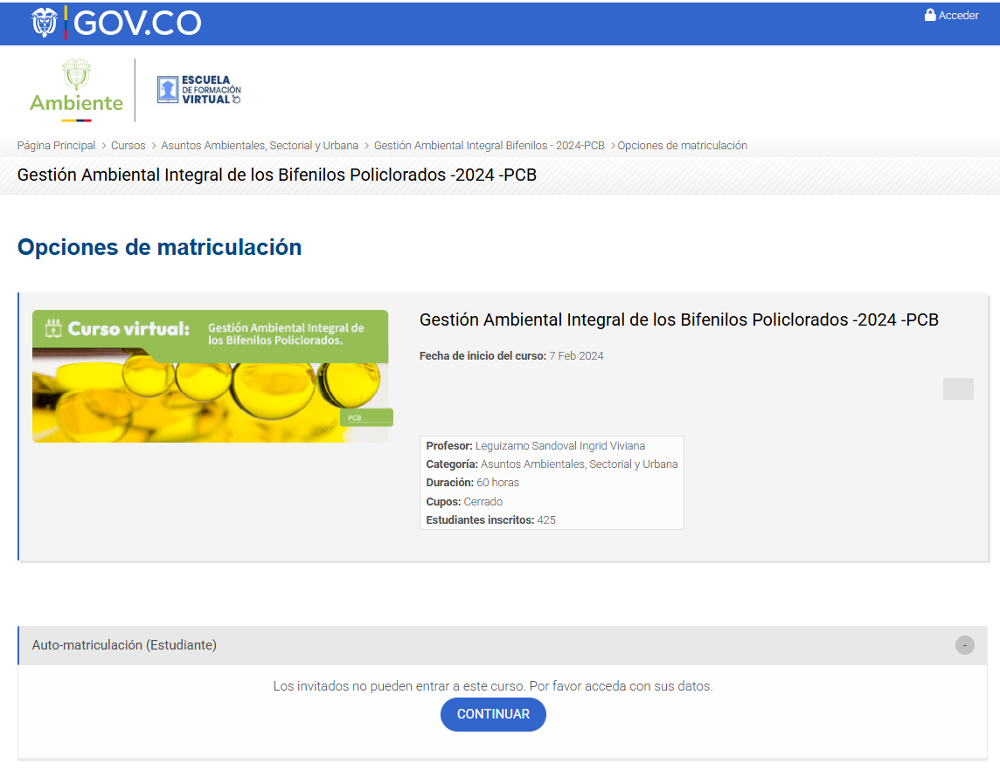 GOV.CO
Acceder
Ambiente
ESCUELA
DE FORMACIÓN
VIRTUAL
Página Principal > Cursos > Asuntos Ambientales, Sectorial y Urbana > Gestión Ambiental Integral Bifenilos - 2024-PCB > Opciones de matriculación
Gestión Ambiental Integral de los Bifenilos Policlorados -2024 -PCB
Opciones de matriculación
Curso virtual:
Gestión Ambiental Integral de
los Bifenilos Policlorados.
PCB
Gestión Ambiental Integral de los Bifenilos Policlorados -2024 -PCB
Fecha de inicio del curso: 7 Feb 2024
Profesor: Leguizamo Sandoval Ingrid Viviana
Categoría: Asuntos Ambientales, Sectorial y Urbana
Duración: 60 horas
Cupos: Cerrado
Estudiantes inscritos: 425
Auto-matriculación (Estudiante)
-
Los invitados no pueden entrar a este curso. Por favor acceda con sus datos.
CONTINUAR